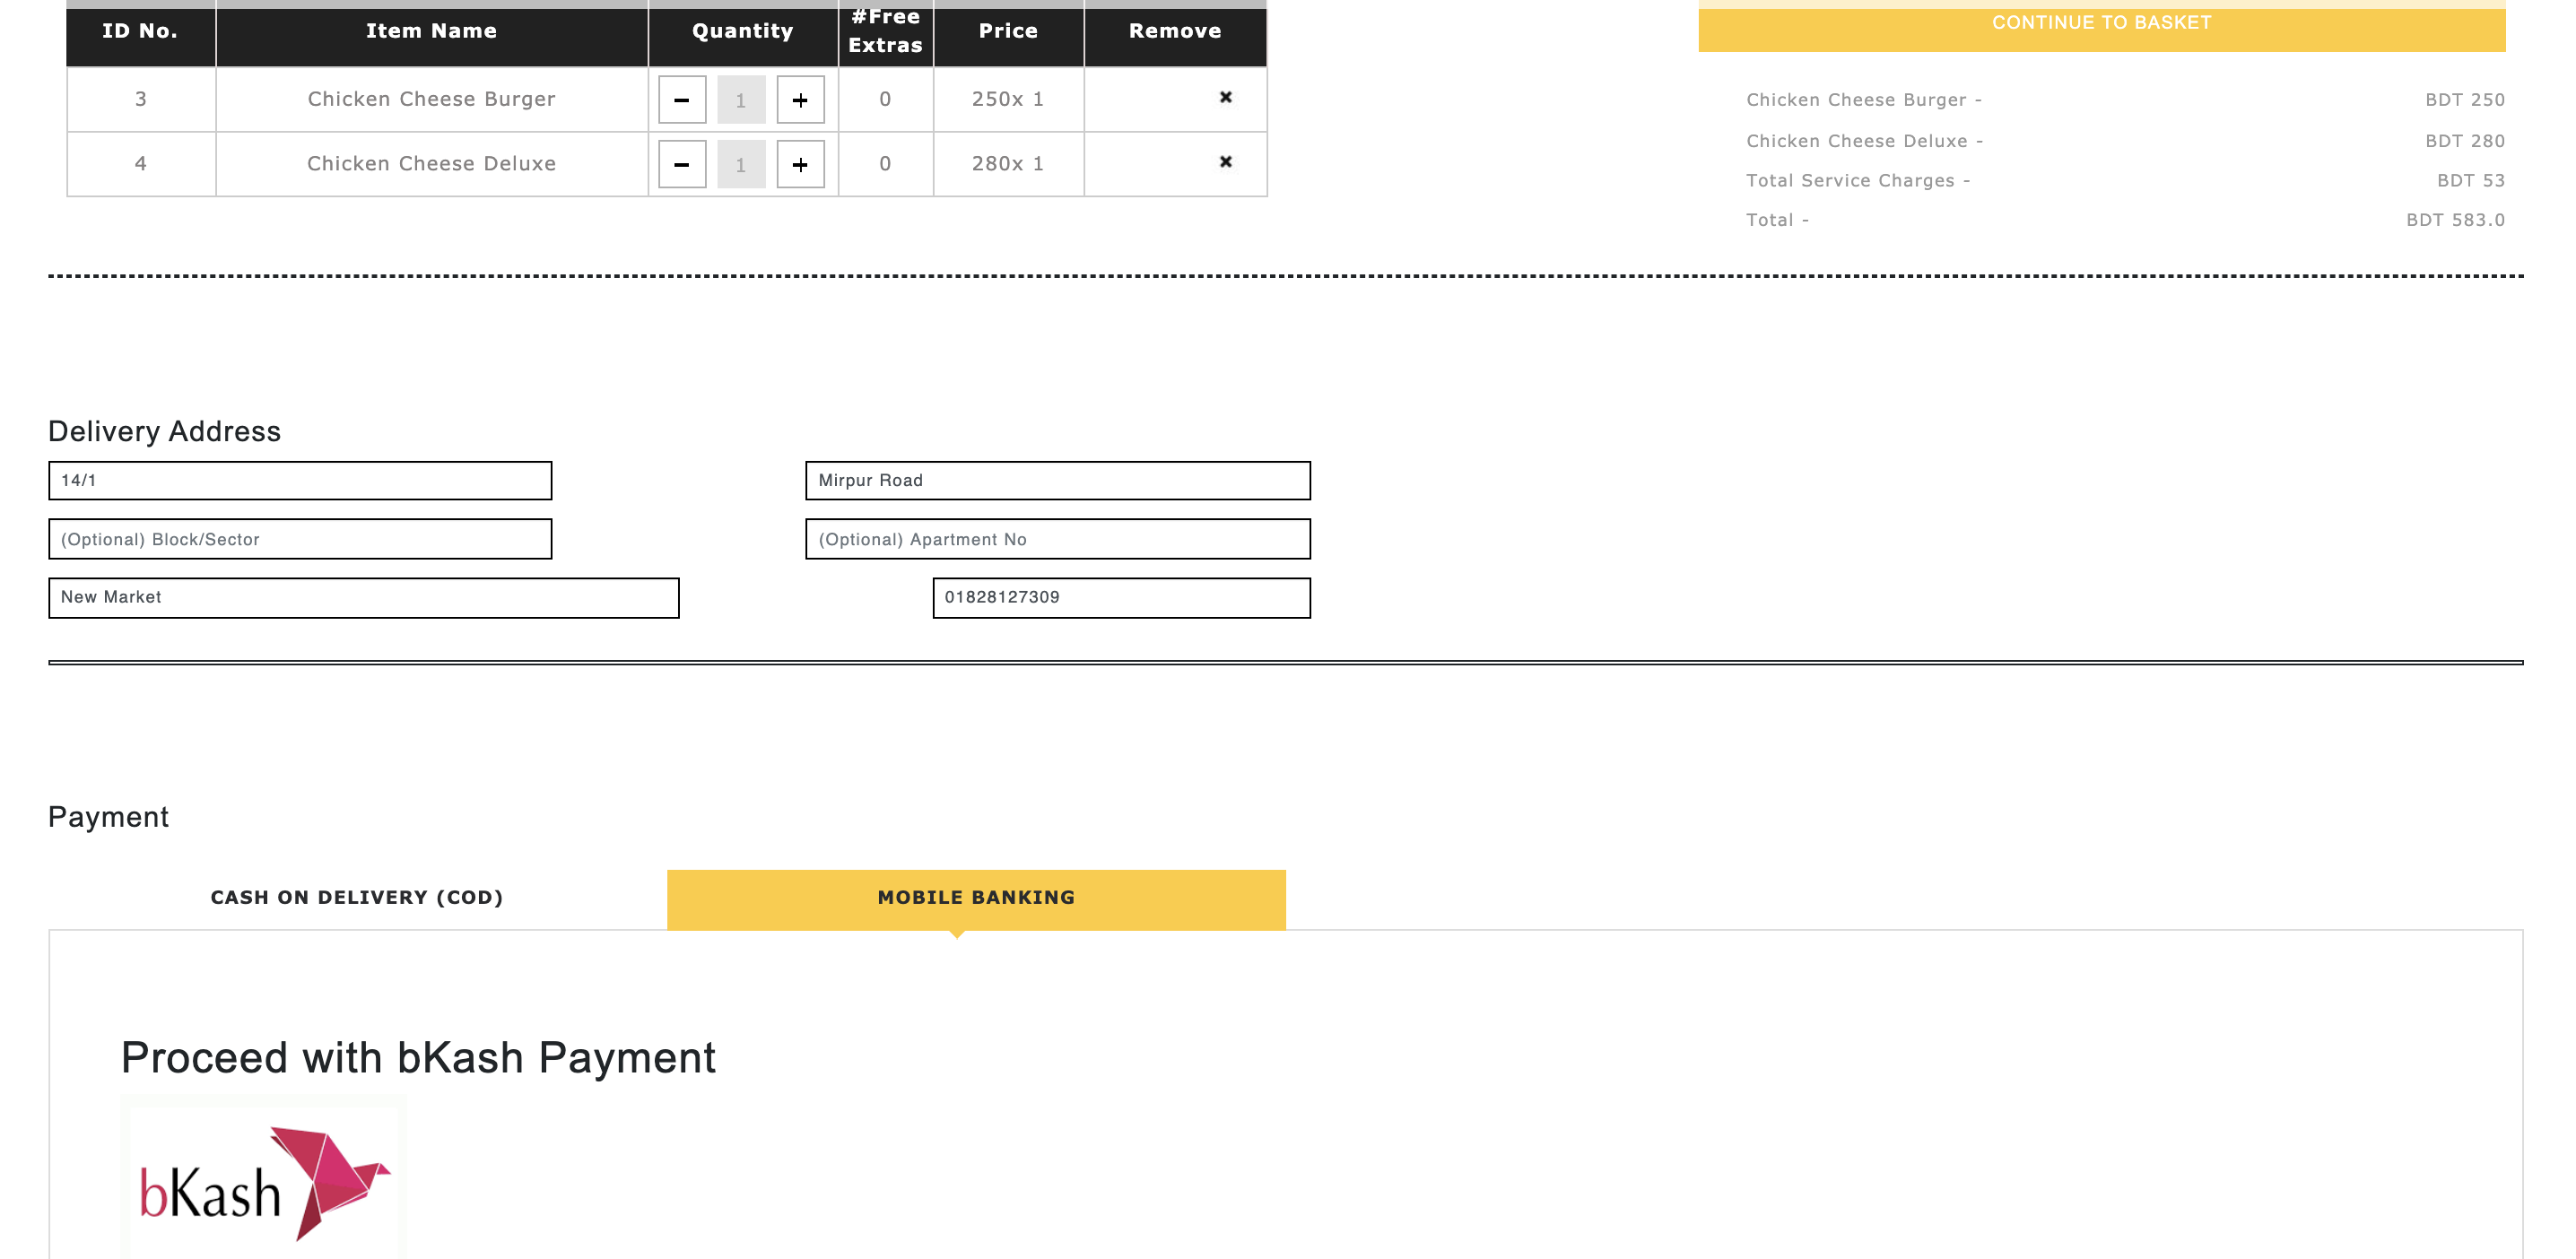 ID No. Item Name Quantity #Free Extras Price Remove
3 Chicken Cheese Burger − 1 + 0 250x 1 ✖
4 Chicken Cheese Deluxe − 1 + 0 280x 1 ✖
CONTINUE TO BASKET
Chicken Cheese Burger - BDT 250
Chicken Cheese Deluxe - BDT 280
Total Service Charges - BDT 53
Total - BDT 583.0
Delivery Address
14/1 Mirpur Road
(Optional) Block/Sector (Optional) Apartment No
New Market 01828127309
Payment
CASH ON DELIVERY (COD) MOBILE BANKING
Proceed with bKash Payment
bKash